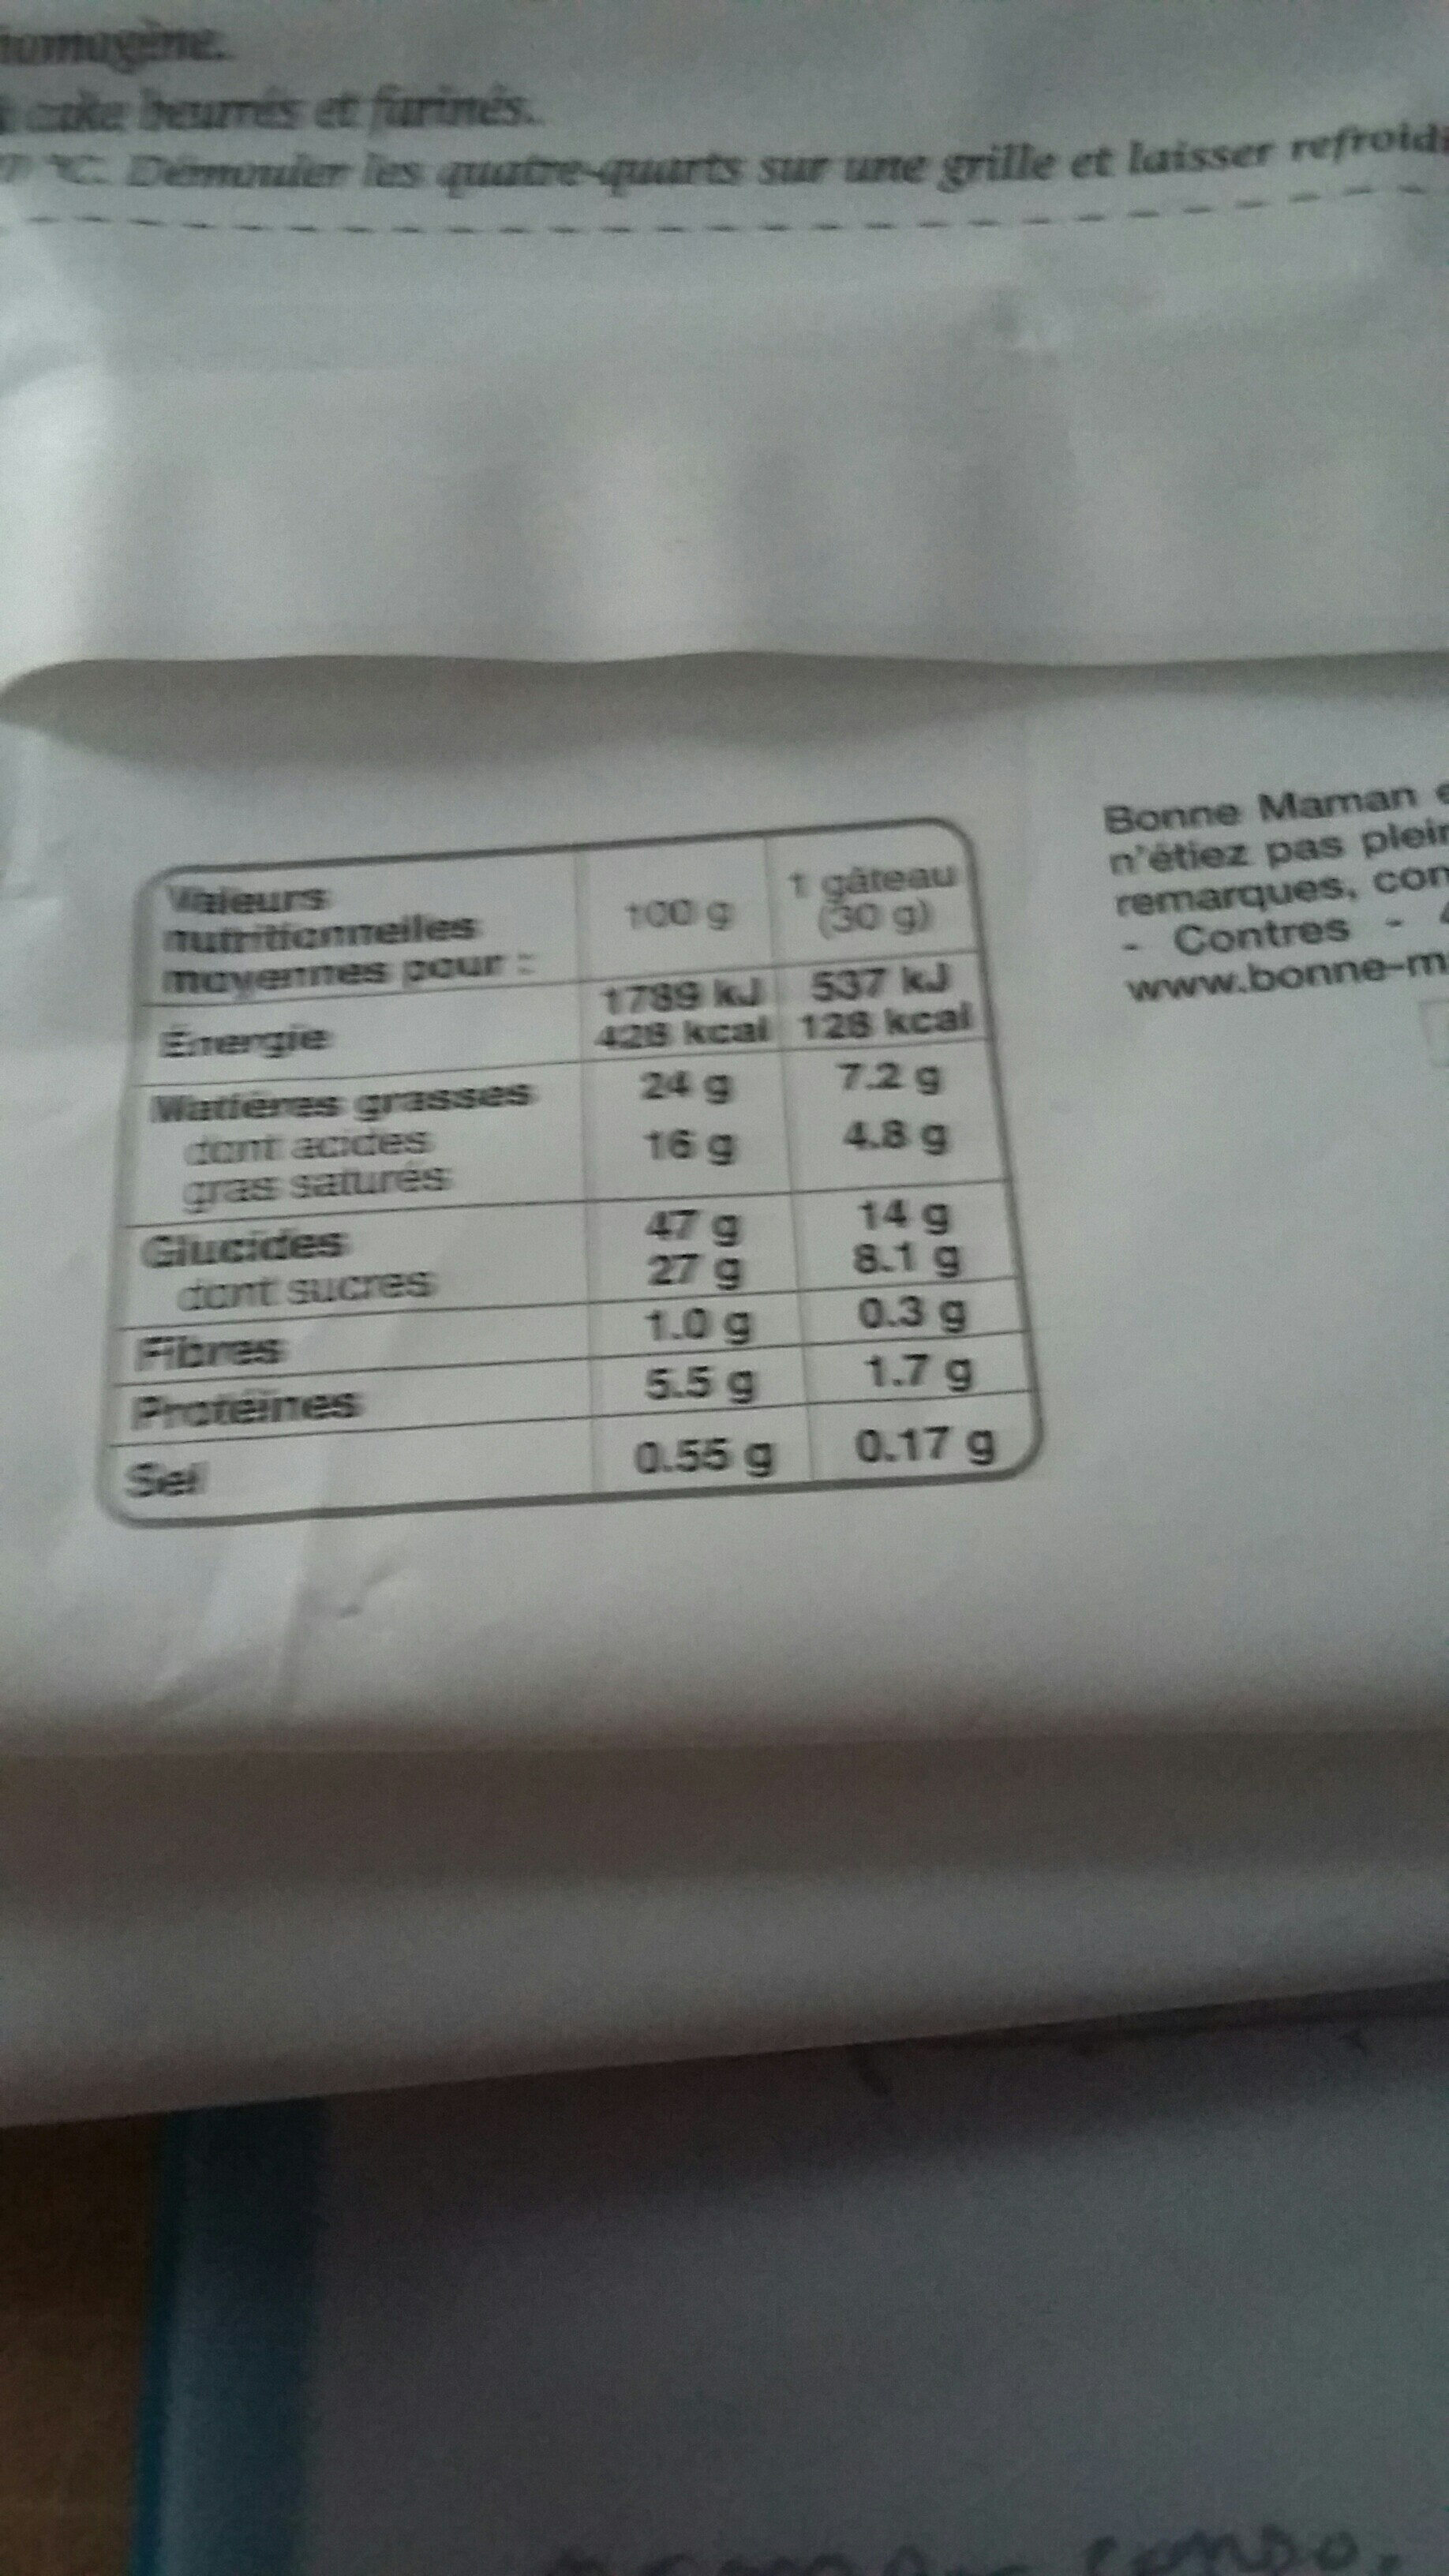 homogène.
cake beurrés et farinés.
°C. Démouler les quatre-quarts sur une grille et laisser refroidi
Valeurs nutritionnelles moyennes pour : 100 g 1 gâteau (30 g)
Énergie 1789 kJ 537 kJ
428 kcal 128 kcal
Matières grasses 24 g 7.2 g
dont acides gras saturés 16 g 4.8 g
Glucides 47 g 14 g
dont sucres 27 g 8.1 g
Fibres 1.0 g 0.3 g
Protéines 5.5 g 1.7 g
Sel 0.55 g 0.17 g
Bonne Maman
n'étiez pas plein
remarques, con
- Contres -
www.bonne-m